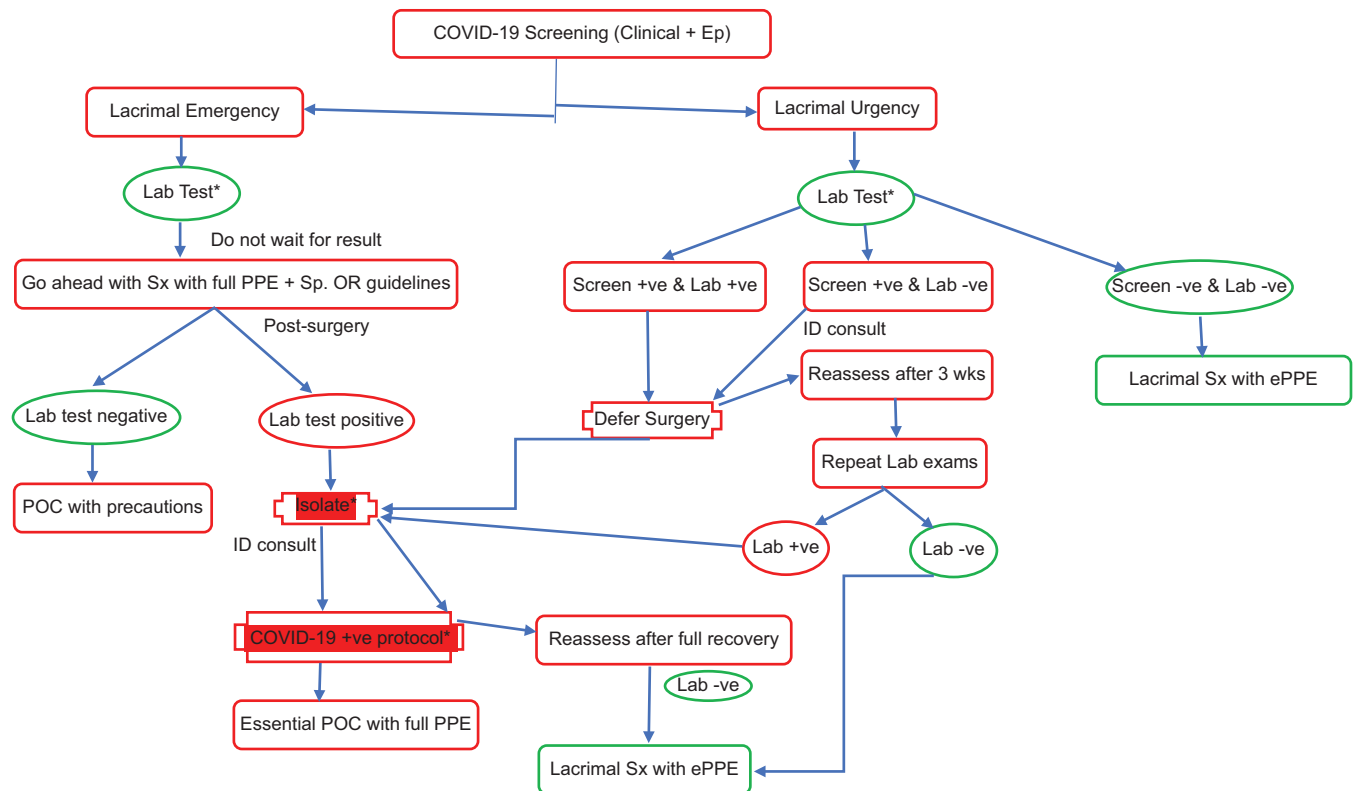 COVID-19 Screening (Clinical + Ep)
Lacrimal Emergency
Lacrimal Urgency
Lab Test*
Lab Test*
Do not wait for result
Go ahead with Sx with full PPE + Sp. OR guidelines
Screen +ve & Lab +ve
Screen +ve & Lab -ve
Screen -ve & Lab -ve
Post-surgery
ID consult
Reassess after 3 wks
Lacrimal Sx with ePPE
Lab test negative
Lab test positive
Defer Surgery
Repeat Lab exams
POC with precautions
Isolate*
ID consult
Lab +ve
Lab -ve
COVID-19 +ve protocol*
Reassess after full recovery
Lab -ve
Essential POC with full PPE
Lacrimal Sx with ePPE